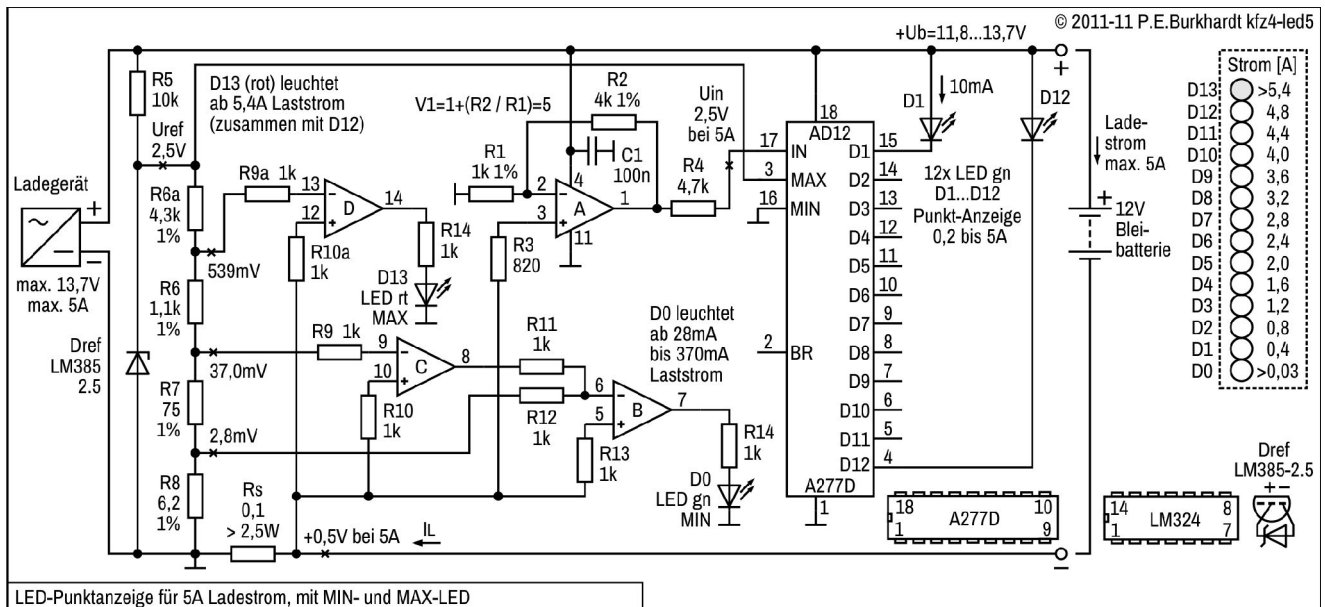 © 2011-11 P.E.Burkhardt kfz4-led5
+Ub=11,8...13,7V
+
−
R5
10k
D13 (rot) leuchtet
ab 5,4A Laststrom
(zusammen mit D12)
Uref
2,5V
V1=1+(R2 / R1)=5
R2
4k 1%
C1
100n
R1
1k 1%
2
−
3
+
A
4
11
1
R4
4,7k
Uin
2,5V
bei 5A
Ladegerät
~
+
−
max. 13,7V
max. 5A
R6a
4,3k
1%
539mV
R6
1,1k
1%
37,0mV
R7
75
1%
2,8mV
R8
6,2
1%
Dref
LM385
2.5
Rs
0,1
> 2,5W
+0,5V bei 5A
IL
R9a 1k
13
−
12
+
D
14
R10a
1k
R14
1k
D13
LED rt
MAX
R3
820
R9 1k
9
−
10
+
C
8
R10
1k
R11
1k
R12
1k
6
−
5
+
B
7
R13
1k
D0 leuchtet
ab 28mA
bis 370mA
Laststrom
R14
1k
D0
LED gn
MIN
18
AD12
17
IN
3
MAX
16
MIN
2
BR
A277D
1
D1
15
D2
14
D3
13
D4
12
D5
11
D6
10
D7
9
D8
8
D9
7
D10
6
D11
5
D12
4
10mA
D1
D12
12x LED gn
D1...D12
Punkt-Anzeige
0,2 bis 5A
Lade-
strom
max. 5A
+
12V
Blei-
batterie
Strom [A]
D13 >5,4
D12 4,8
D11 4,4
D10 4,0
D9 3,6
D8 3,2
D7 2,8
D6 2,4
D5 2,0
D4 1,6
D3 1,2
D2 0,8
D1 0,4
D0 >0,03
18 10
A277D
1 9
14 8
LM324
1 7
Dref
LM385-2.5
+ −
LED-Punktanzeige für 5A Ladestrom, mit MIN- und MAX-LED